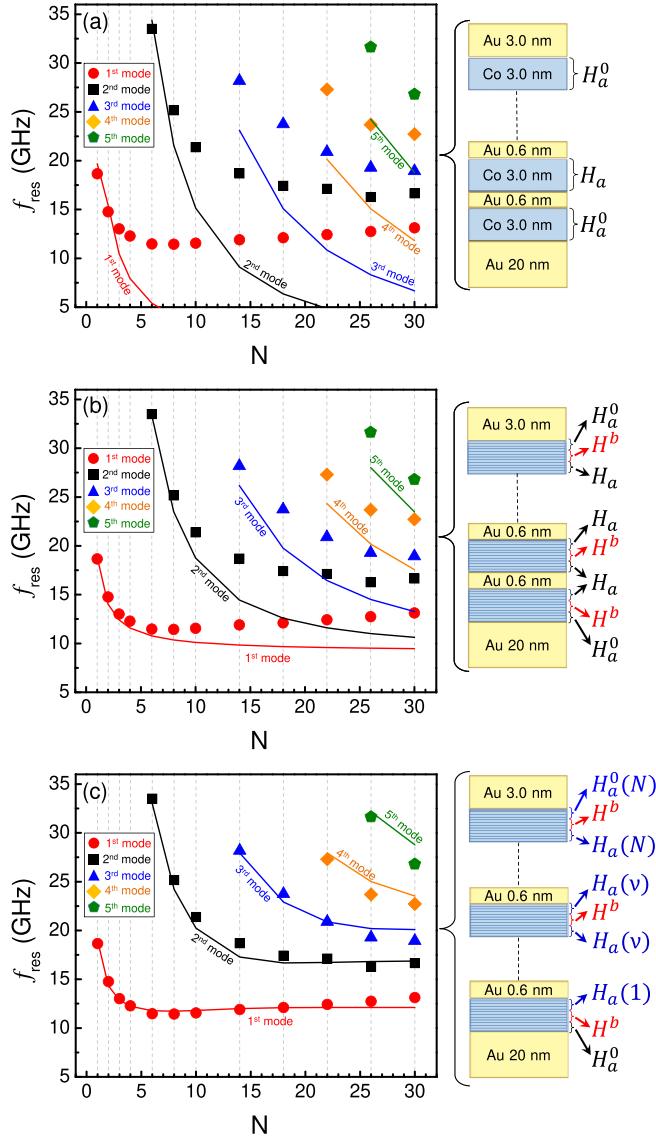 (a)
35
30
25
20
15
10
5
f_res (GHz)
1st mode
2nd mode
3rd mode
4th mode
5th mode
1st mode
2nd mode
3rd mode
4th mode
5th mode
0 5 10 15 20 25 30
N
Au 3.0 nm
Co 3.0 nm
H_a^0
Au 0.6 nm
Co 3.0 nm
H_a
Au 0.6 nm
Co 3.0 nm
H_a^0
Au 20 nm
(b)
35
30
25
20
15
10
5
f_res (GHz)
1st mode
2nd mode
3rd mode
4th mode
5th mode
1st mode
2nd mode
3rd mode
4th mode
5th mode
0 5 10 15 20 25 30
N
Au 3.0 nm
H_a^0
H^b
H_a
Au 0.6 nm
H_a
H^b
Au 0.6 nm
H_a
H^b
Au 20 nm
H_a^0
(c)
35
30
25
20
15
10
5
f_res (GHz)
1st mode
2nd mode
3rd mode
4th mode
5th mode
1st mode
2nd mode
3rd mode
4th mode
5th mode
0 5 10 15 20 25 30
N
Au 3.0 nm
H_a^0(N)
H^b
H_a(N)
Au 0.6 nm
H_a(ν)
H^b
H_a(ν)
Au 0.6 nm
H_a(1)
H^b
Au 20 nm
H_a^0